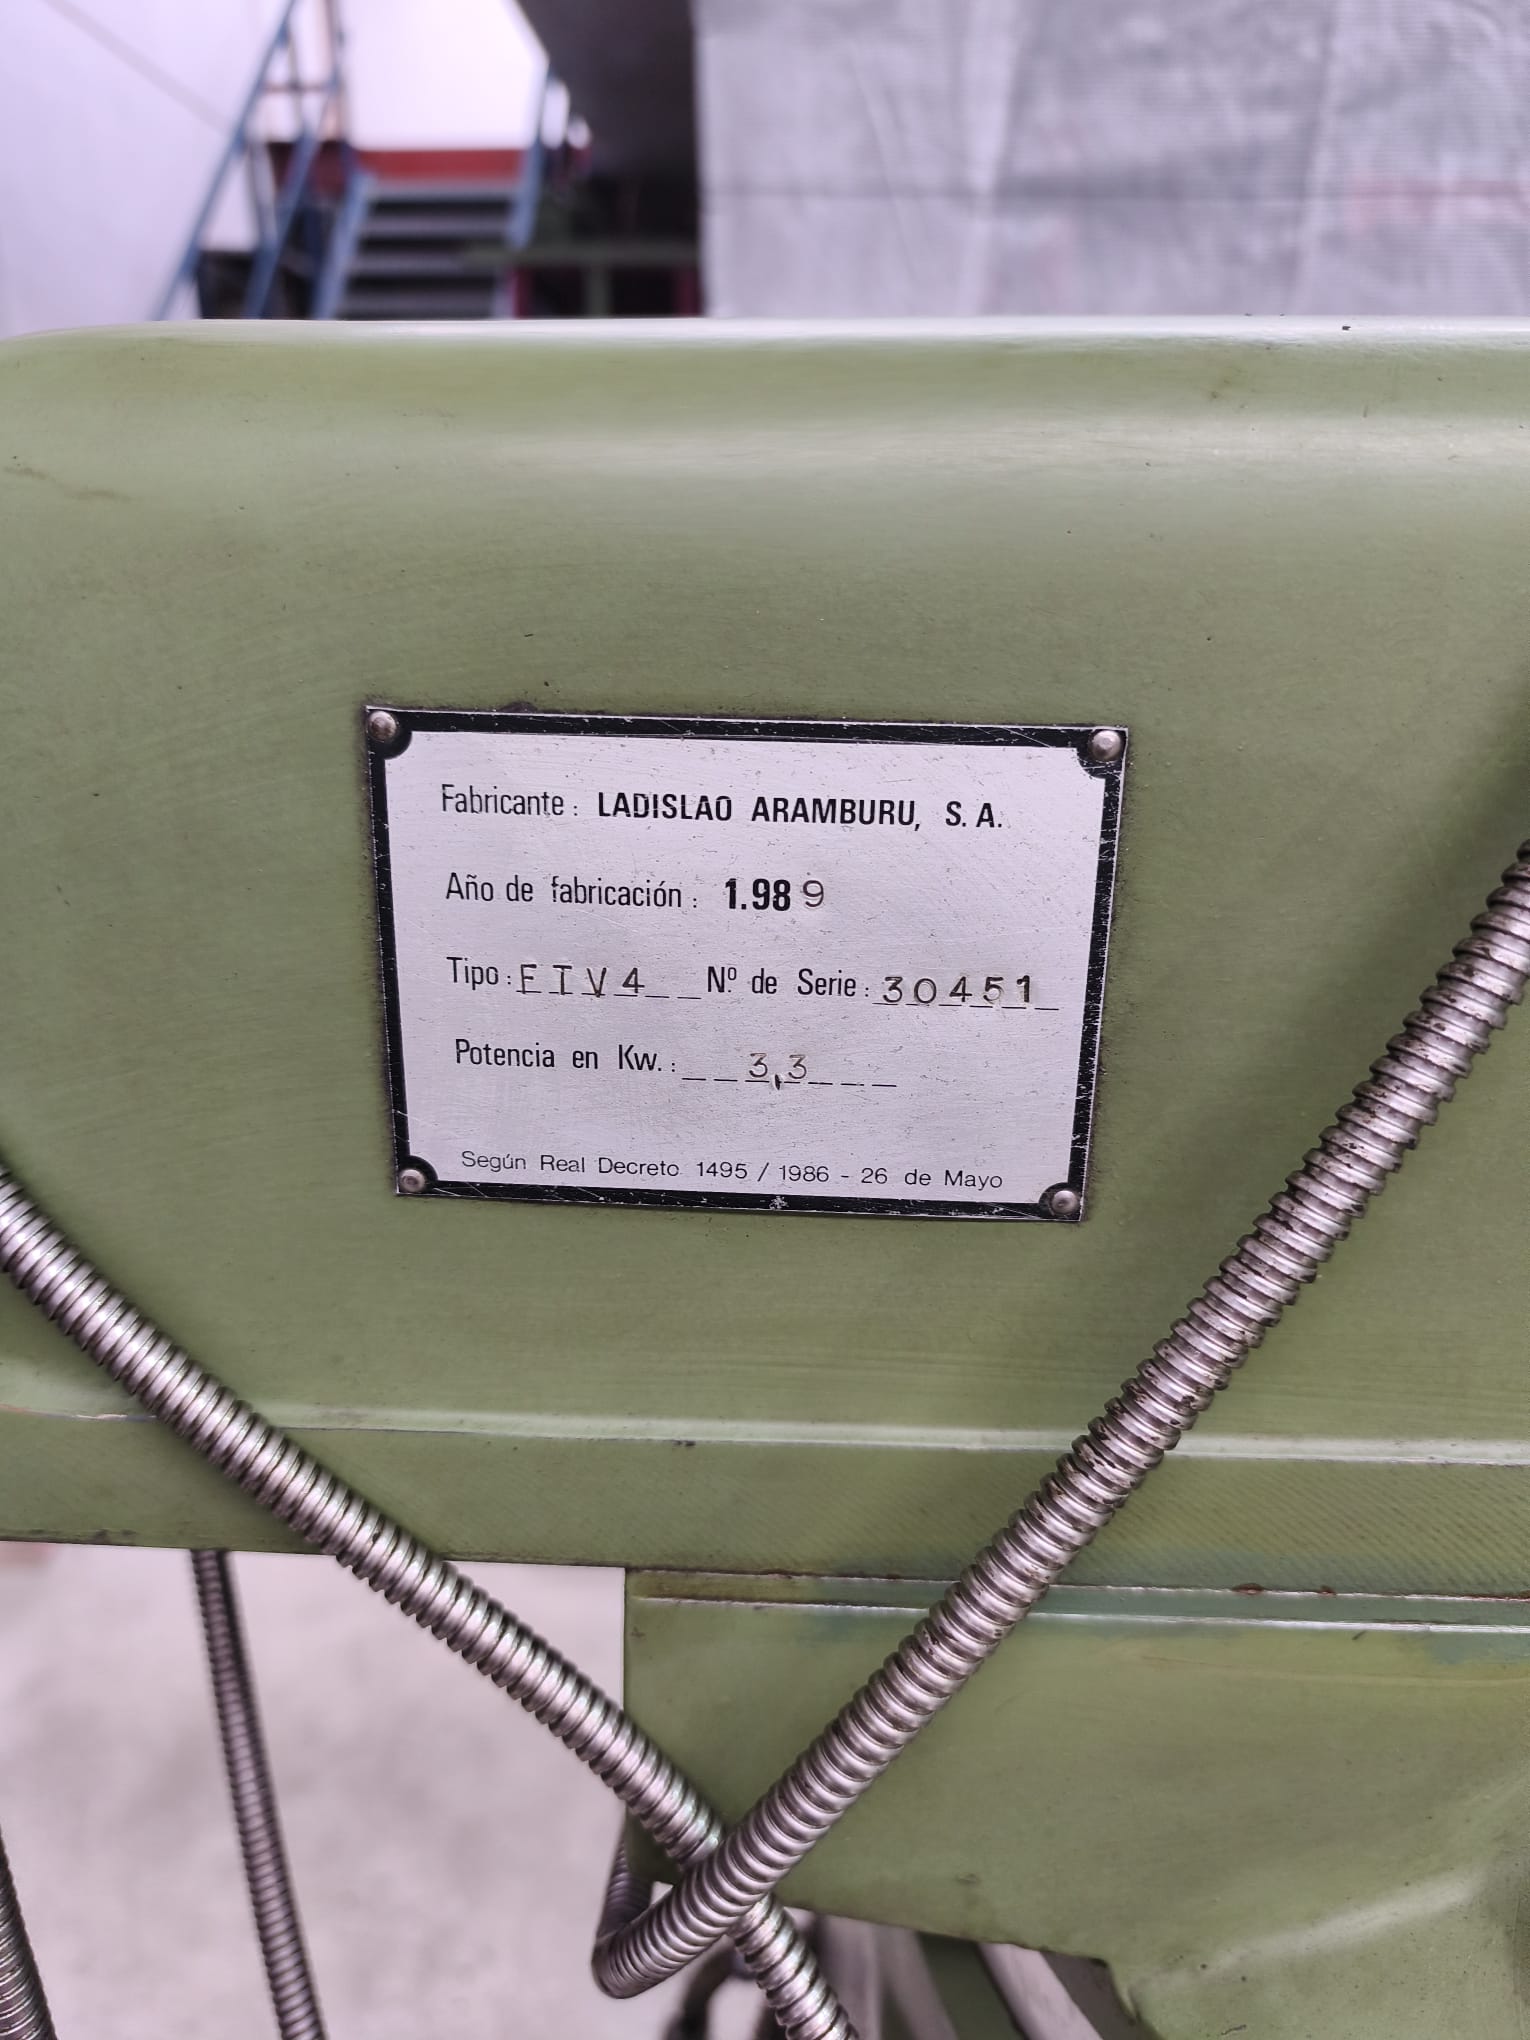 Fabricante: LADISLAO ARAMBURU, S. A.
Año de fabricación: 1.989
Tipo: FTV4 Nº de Serie: 30451
Potencia en Kw.: 3,3
Según Real Decreto 1495 / 1986 - 26 de Mayo